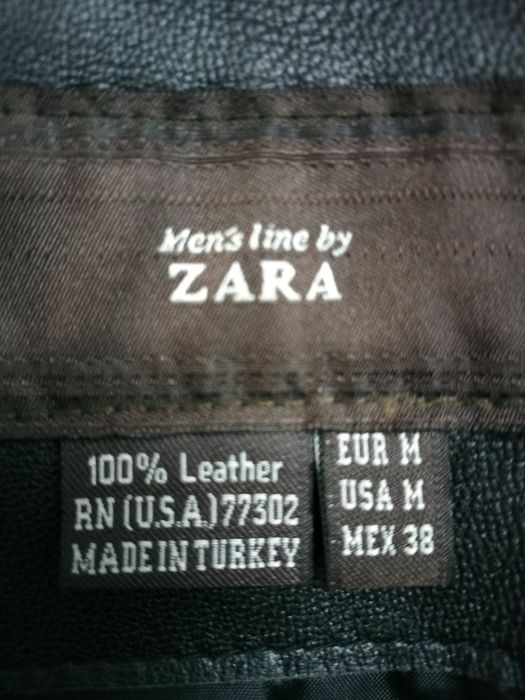 Men's line by
ZARA
100% Leather
RN (U.S.A.) 77302
MADE IN TURKEY
EUR M
USA M
MEX 38